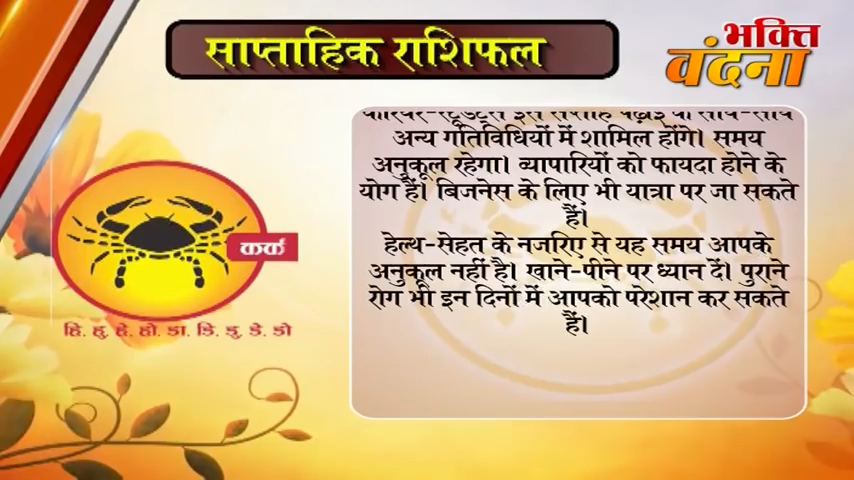 साप्ताहिक राशिफल
भक्ति
वंदना
कर्क
हि. हु. हे. हो. डा. डि. डु. डे. डो
अन्य गतिविधियों में शामिल होंगे। समय
अनुकूल रहेगा। व्यापारियों को फायदा होने के
योग हैं। बिजनेस के लिए भी यात्रा पर जा सकते
हैं।
हेल्थ-सेहत के नजरिए से यह समय आपके
अनुकूल नहीं है। खाने-पीने पर ध्यान दें। पुराने
रोग भी इन दिनों में आपको परेशान कर सकते
हैं।